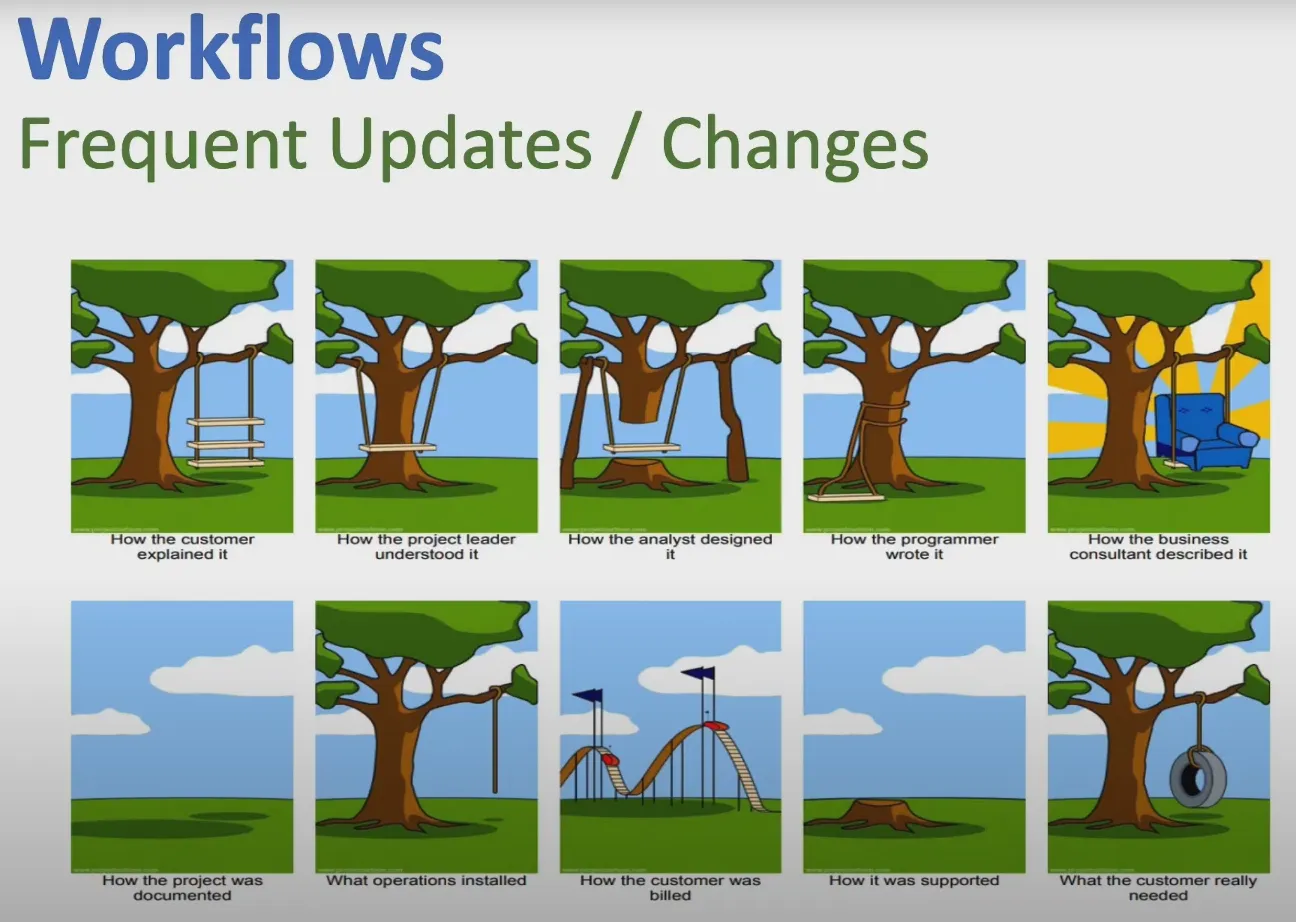 Workflows
Frequent Updates / Changes
How the customer
explained it
How the project leader
understood it
How the analyst designed
it
How the programmer
wrote it
How the business
consultant described it
How the project was
documented
What operations installed
How the customer was
billed
How it was supported
What the customer really
needed